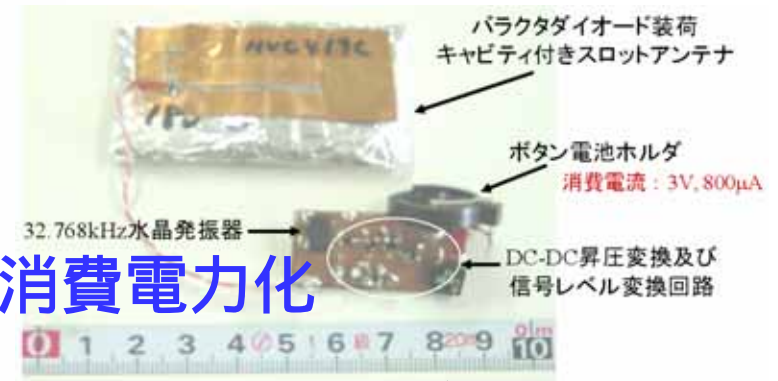 バラクタダイオード装荷
キャビティ付きスロットアンテナ
ボタン電池ホルダ
消費電流：3V, 800μA
32.768kHz水晶発振器
DC-DC昇圧変換及び
信号レベル変換回路
消費電力化
0 1 2 3 4 5 6 7 8 20m 9 10